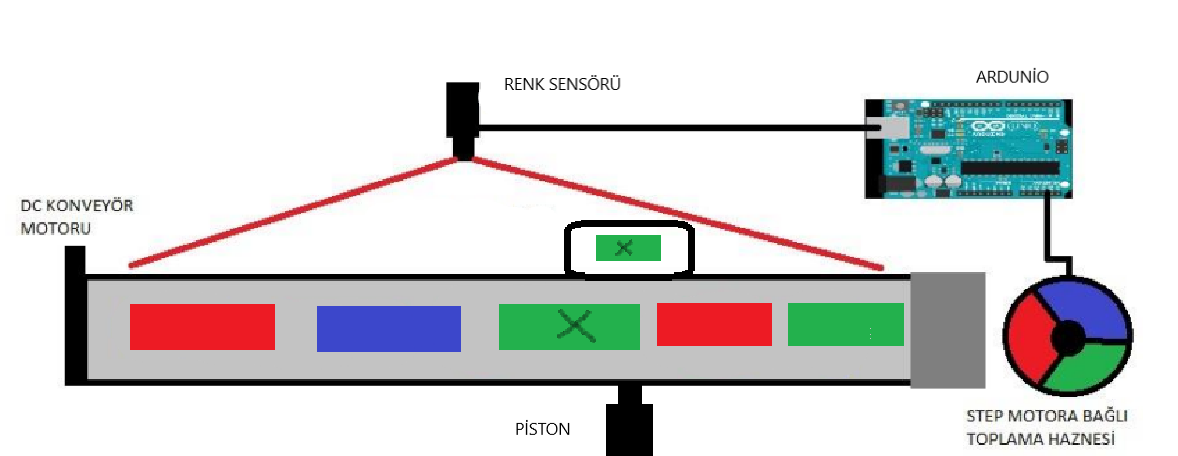 RENK SENSÖRÜ
ARDUNİO
DC KONVEYÖR
MOTORU
PİSTON
STEP MOTORA BAĞLI
TOPLAMA HAZNESİ